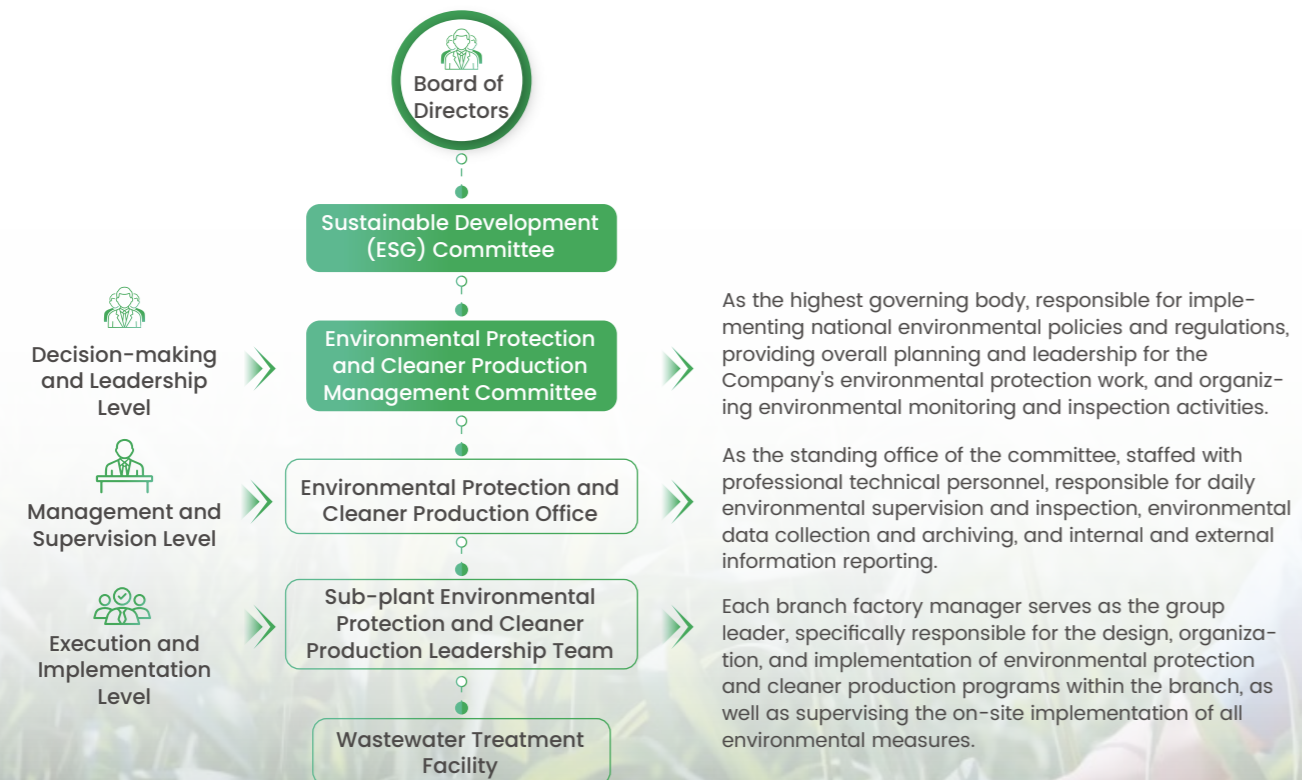 Board of
Directors
Sustainable Development
(ESG) Committee
Decision-making
and Leadership
Level
Environmental Protection
and Cleaner Production
Management Committee
As the highest governing body, responsible for imple-
menting national environmental policies and regulations,
providing overall planning and leadership for the
Company's environmental protection work, and organiz-
ing environmental monitoring and inspection activities.
Management and
Supervision Level
Environmental Protection and
Cleaner Production Office
As the standing office of the committee, staffed with
professional technical personnel, responsible for daily
environmental supervision and inspection, environmental
data collection and archiving, and internal and external
information reporting.
Execution and
Implementation
Level
Sub-plant Environmental
Protection and Cleaner
Production Leadership Team
Each branch factory manager serves as the group
leader, specifically responsible for the design, organiza-
tion, and implementation of environmental protection
and cleaner production programs within the branch, as
well as supervising the on-site implementation of all
environmental measures.
Wastewater Treatment
Facility